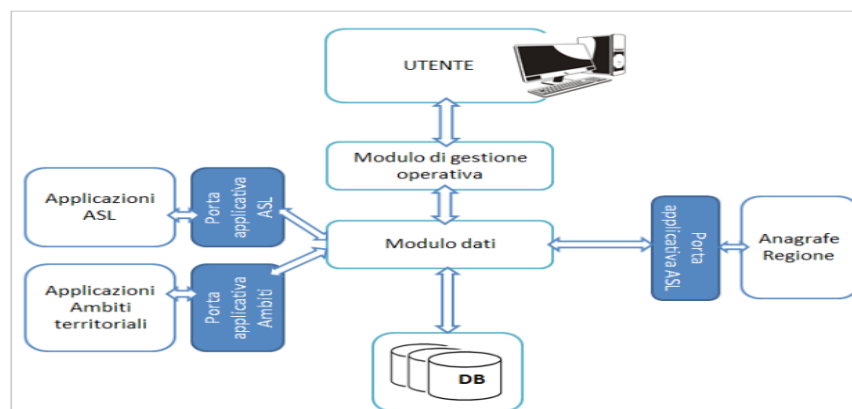 UTENTE
Modulo di gestione
operativa
Applicazioni
ASL
Porta
applicativa
ASL
Modulo dati
Porta
applicativa ASL
Anagrafe
Regione
Applicazioni
Ambiti
territoriali
Porta
applicativa
Ambiti
DB